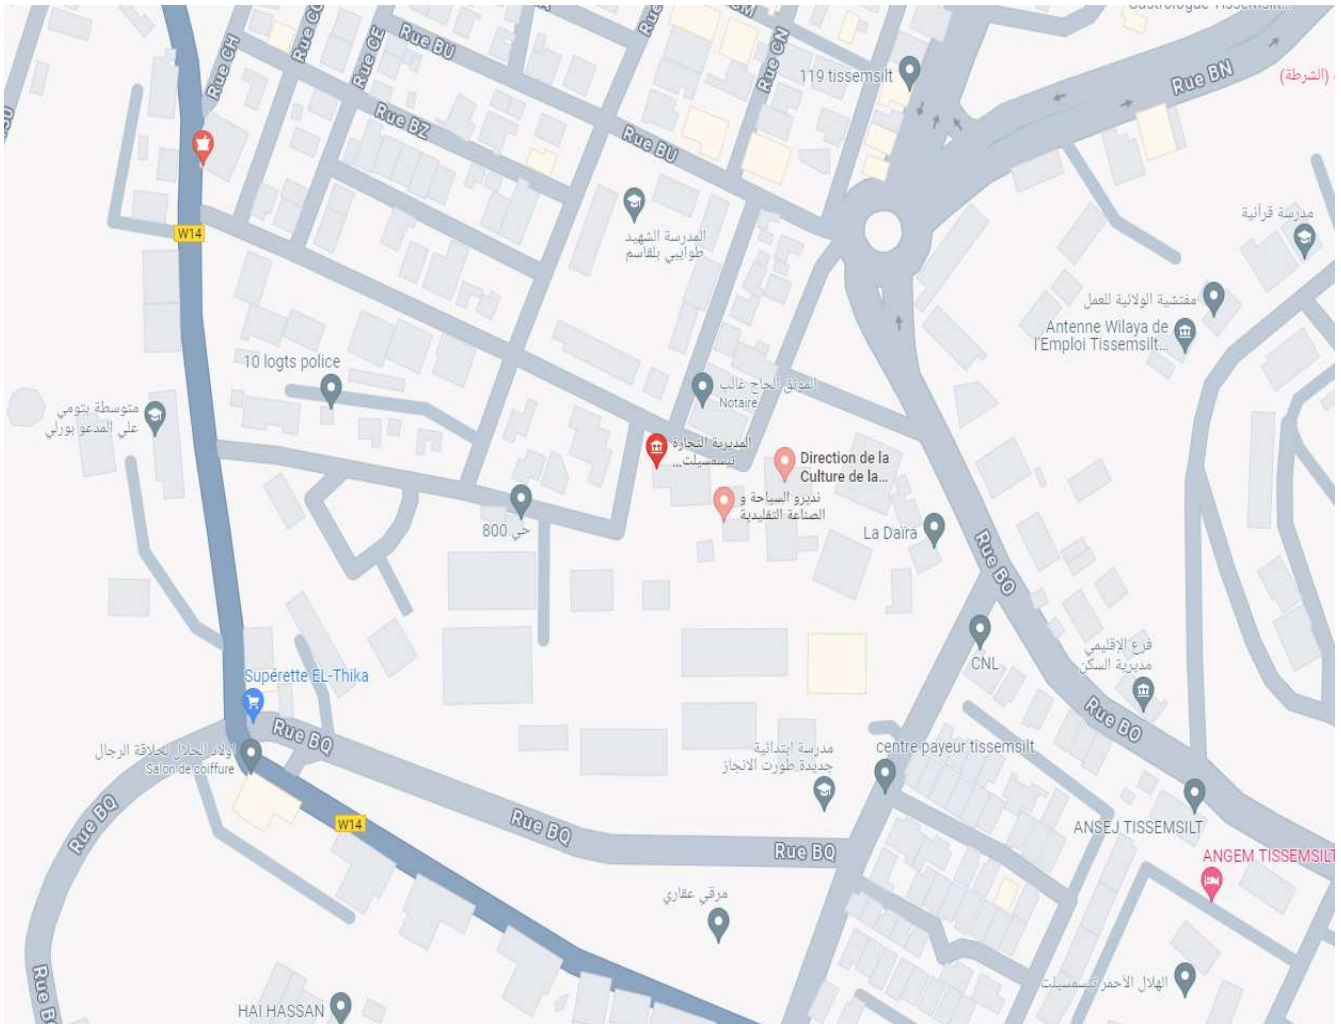 Rue CH
Rue CE
Rue BU
Rue CN
119 tissemsilt
Rue BN
(الشرطة)
Rue BZ
Rue BU
مدرسة قرآنية
W14
المدرسة الشهيد
طوايبي بلقاسم
مفتشية الولائية للعمل
Antenne Wilaya de
l'Emploi Tissemsilt...
10 logts police
الموثق الحاج غالب
Notaire
متوسطة بتومي
علي المدعو بورلي
المديرية التجارة
تيسمسيلت...
Direction de la
Culture de la...
نديرو السياحة و
الصناعة التقليدية
حي 800
La Daïra
Rue BO
CNL
فرع الإقليمي
مديرية السكن
Supérette EL-Thika
Rue BQ
Rue BO
اولاد الحلال لحلاقة الرجال
Salon de coiffure
مدرسة ابتدائية
جديدة طورت الانجاز
centre payeur tissemsilt
Rue BQ
W14
Rue BQ
ANSEJ TISSEMSILT
Rue BQ
ANGEM TISSEMSILT
مرقي عقاري
الهلال الأحمر تيسمسيلت
HAI HASSAN